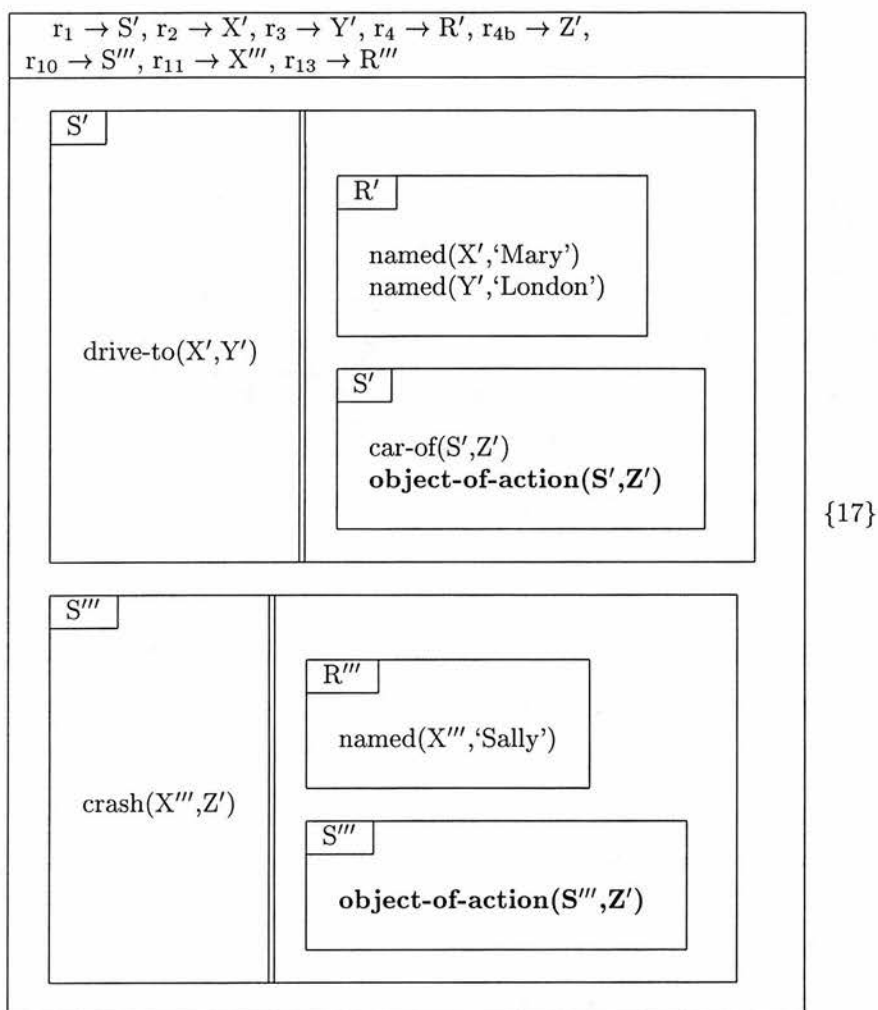 r₁ → S′, r₂ → X′, r₃ → Y′, r₄ → R′, r₄b → Z′,
r₁₀ → S‴, r₁₁ → X‴, r₁₃ → R‴
S′
R′
named(X′,‘Mary’)
named(Y′,‘London’)
drive-to(X′,Y′)
S′
car-of(S′,Z′)
object-of-action(S′,Z′)
{17}
S‴
R‴
named(X‴,‘Sally’)
crash(X‴,Z′)
S‴
object-of-action(S‴,Z′)